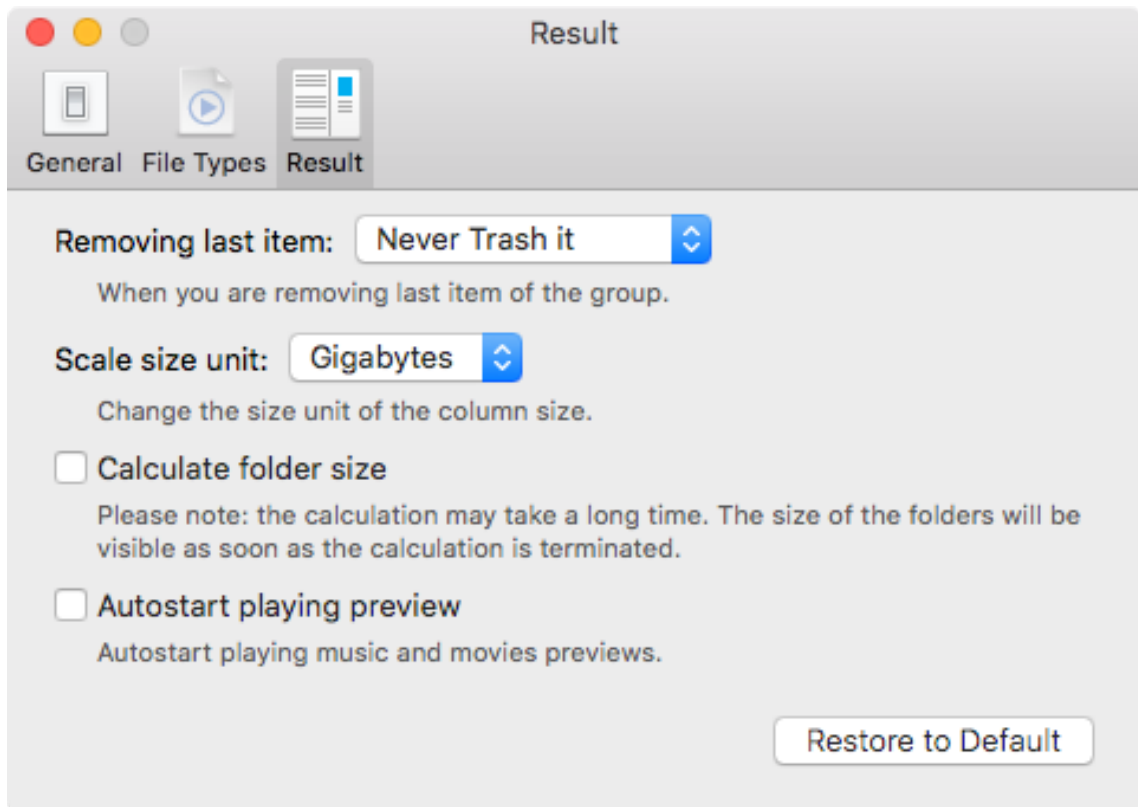 Result
General File Types Result
Removing last item: Never Trash it
When you are removing last item of the group.
Scale size unit: Gigabytes
Change the size unit of the column size.
Calculate folder size
Please note: the calculation may take a long time. The size of the folders will be
visible as soon as the calculation is terminated.
Autostart playing preview
Autostart playing music and movies previews.
Restore to Default